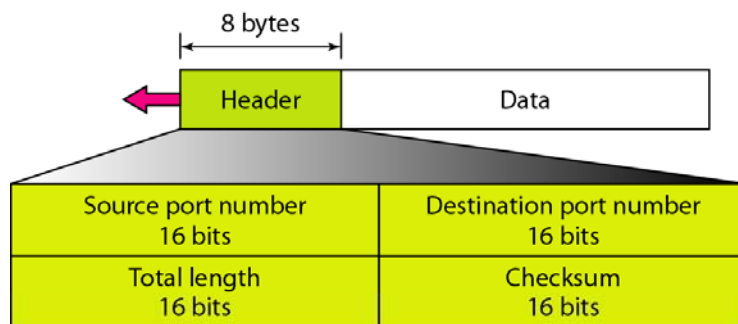 8 bytes
Header
Data
Source port number
16 bits
Destination port number
16 bits
Total length
16 bits
Checksum
16 bits